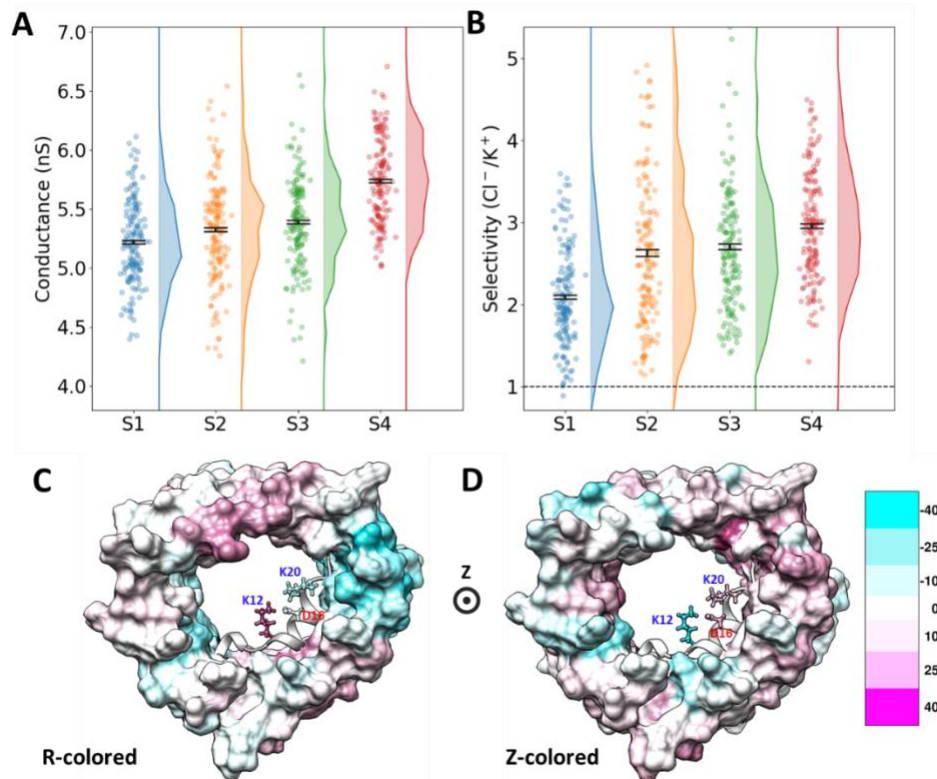 A
Conductance (nS)
7.0
6.5
6.0
5.5
5.0
4.5
4.0
S1 S2 S3 S4
B
Selectivity (Cl⁻/K⁺)
5
4
3
2
1
S1 S2 S3 S4
C
K20
K12
D16
R-colored
Z
D
K20
K12
D16
Z-colored
-40
-25
-10
0
10
25
40